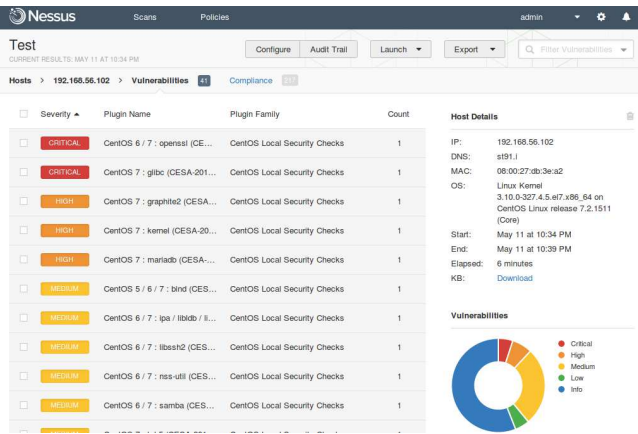 Nessus Scans Policies admin
Test Configure Audit Trail Launch Export Filter Vulnerabilities
CURRENT RESULTS: MAY 11 AT 10:34 PM
Hosts > 192.168.56.102 > Vulnerabilities 41 Compliance
Severity Plugin Name Plugin Family Count
CRITICAL CentOS 6 / 7 : openssl (CE... CentOS Local Security Checks 1
CRITICAL CentOS 7 : glibc (CESA-201... CentOS Local Security Checks 1
HIGH CentOS 7 : graphite2 (CESA... CentOS Local Security Checks 1
HIGH CentOS 7 : kernel (CESA-20... CentOS Local Security Checks 1
HIGH CentOS 7 : mariadb (CESA-... CentOS Local Security Checks 1
MEDIUM CentOS 5 / 6 / 7 : bind (CES... CentOS Local Security Checks 1
MEDIUM CentOS 6 / 7 : ipa / libldb / li... CentOS Local Security Checks 1
MEDIUM CentOS 6 / 7 : libssh2 (CES... CentOS Local Security Checks 1
MEDIUM CentOS 6 / 7 : nss-util (CES... CentOS Local Security Checks 1
MEDIUM CentOS 6 / 7 : samba (CES... CentOS Local Security Checks 1
Host Details
IP: 192.168.56.102
DNS: st91.i
MAC: 08:00:27:db:3e:a2
OS: Linux Kernel
3.10.0-327.4.5.el7.x86_64 on
CentOS Linux release 7.2.1511
(Core)
Start: May 11 at 10:34 PM
End: May 11 at 10:39 PM
Elapsed: 6 minutes
KB: Download
Vulnerabilities
Critical
High
Medium
Low
Info